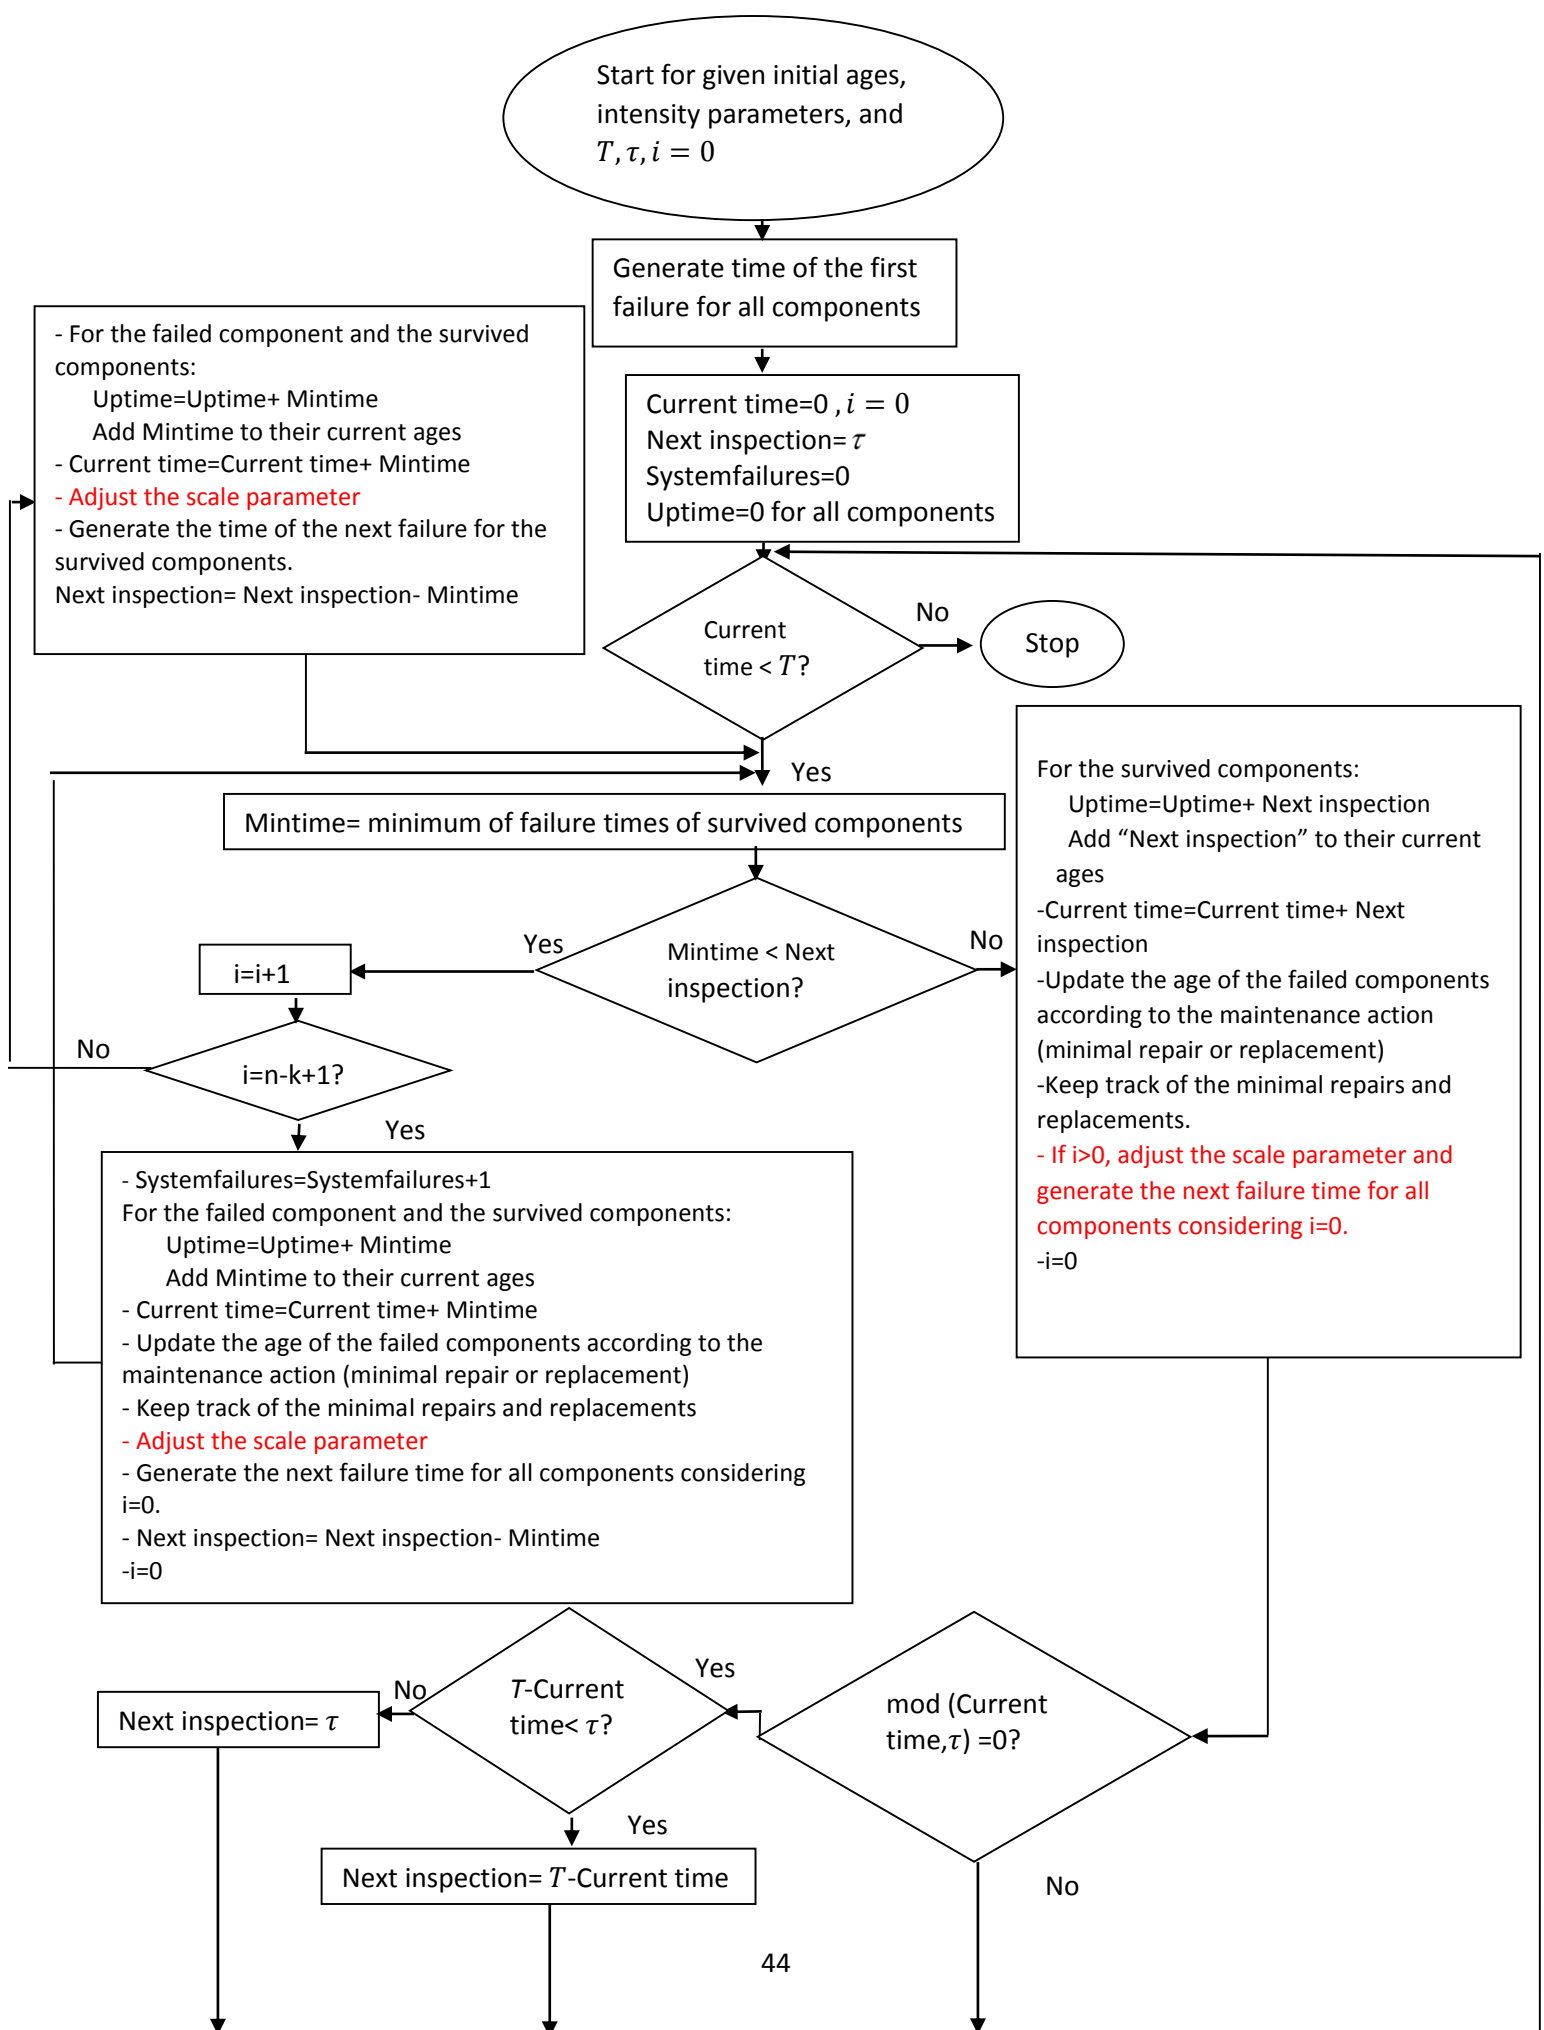 Start for given initial ages,
intensity parameters, and
T, τ, i = 0
Generate time of the first
failure for all components
- For the failed component and the survived
components:
Uptime=Uptime+ Mintime
Add Mintime to their current ages
- Current time=Current time+ Mintime
- Adjust the scale parameter
- Generate the time of the next failure for the
survived components.
Next inspection= Next inspection- Mintime
Current time=0 , i = 0
Next inspection= τ
Systemfailures=0
Uptime=0 for all components
Current
time < T?
No
Stop
Yes
Mintime= minimum of failure times of survived components
Mintime < Next
inspection?
Yes
No
i=i+1
i=n-k+1?
No
Yes
For the survived components:
Uptime=Uptime+ Next inspection
Add “Next inspection” to their current
ages
-Current time=Current time+ Next
inspection
-Update the age of the failed components
according to the maintenance action
(minimal repair or replacement)
-Keep track of the minimal repairs and
replacements.
- If i>0, adjust the scale parameter and
generate the next failure time for all
components considering i=0.
-i=0
- Systemfailures=Systemfailures+1
For the failed component and the survived components:
Uptime=Uptime+ Mintime
Add Mintime to their current ages
- Current time=Current time+ Mintime
- Update the age of the failed components according to the
maintenance action (minimal repair or replacement)
- Keep track of the minimal repairs and replacements
- Adjust the scale parameter
- Generate the next failure time for all components considering
i=0.
- Next inspection= Next inspection- Mintime
-i=0
mod (Current
time,τ) =0?
Yes
No
T-Current
time< τ?
No
Yes
Next inspection= τ
Next inspection= T-Current time
44